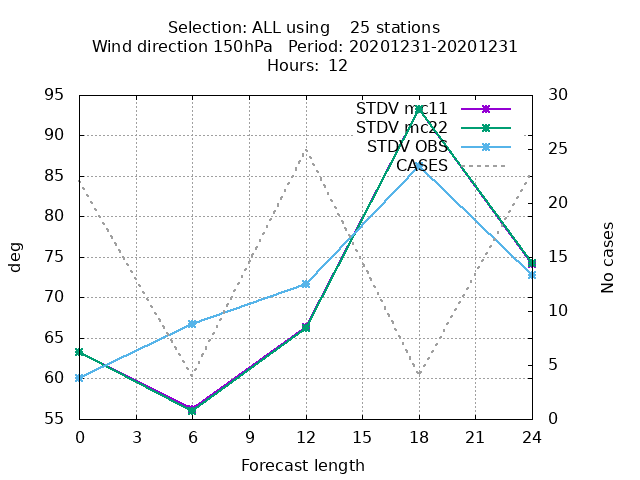 Selection: ALL using    25 stations
Wind direction 150hPa   Period: 20201231-20201231
Hours: 12
95 30
STDV mc11
STDV mc22
90 25
STDV OBS
CASES
85 20
80
75 15
70 10
65
60 5
55 0
deg
No cases
0 3 6 9 12 15 18 21 24
Forecast length